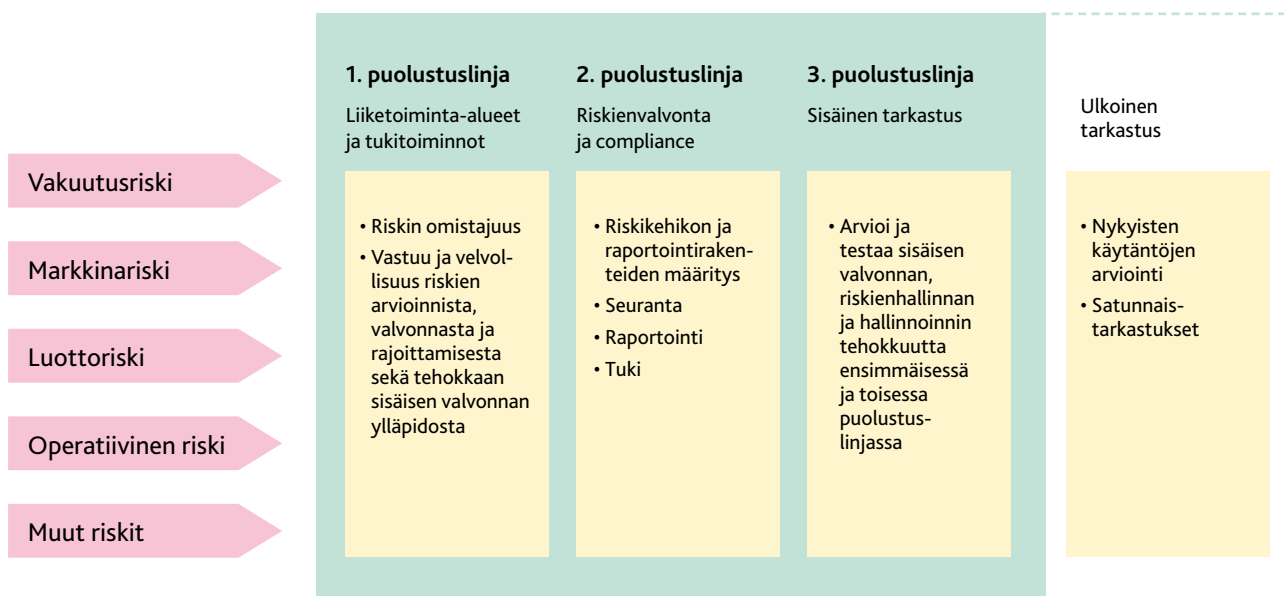 Vakuutusriski
Markkinariski
Luottoriski
Operatiivinen riski
Muut riskit
1. puolustuslinja
Liiketoiminta-alueet
ja tukitoiminnot
• Riskin omistajuus
• Vastuu ja velvol-
lisuus riskien
arvioinnista,
valvonnasta ja
rajoittamisesta
sekä tehokkaan
sisäisen valvonnan
ylläpidosta
2. puolustuslinja
Riskienvalvonta
ja compliance
• Riskikehikon ja
raportointiraken-
teiden määritys
• Seuranta
• Raportointi
• Tuki
3. puolustuslinja
Sisäinen tarkastus
• Arvioi ja
testaa sisäisen
valvonnan,
riskienhallinnan
ja hallinnoinnin
tehokkuutta
ensimmäisessä
ja toisessa
puolustus-
linjassa
Ulkoinen
tarkastus
• Nykyisten
käytäntöjen
arviointi
• Satunnais-
tarkastukset